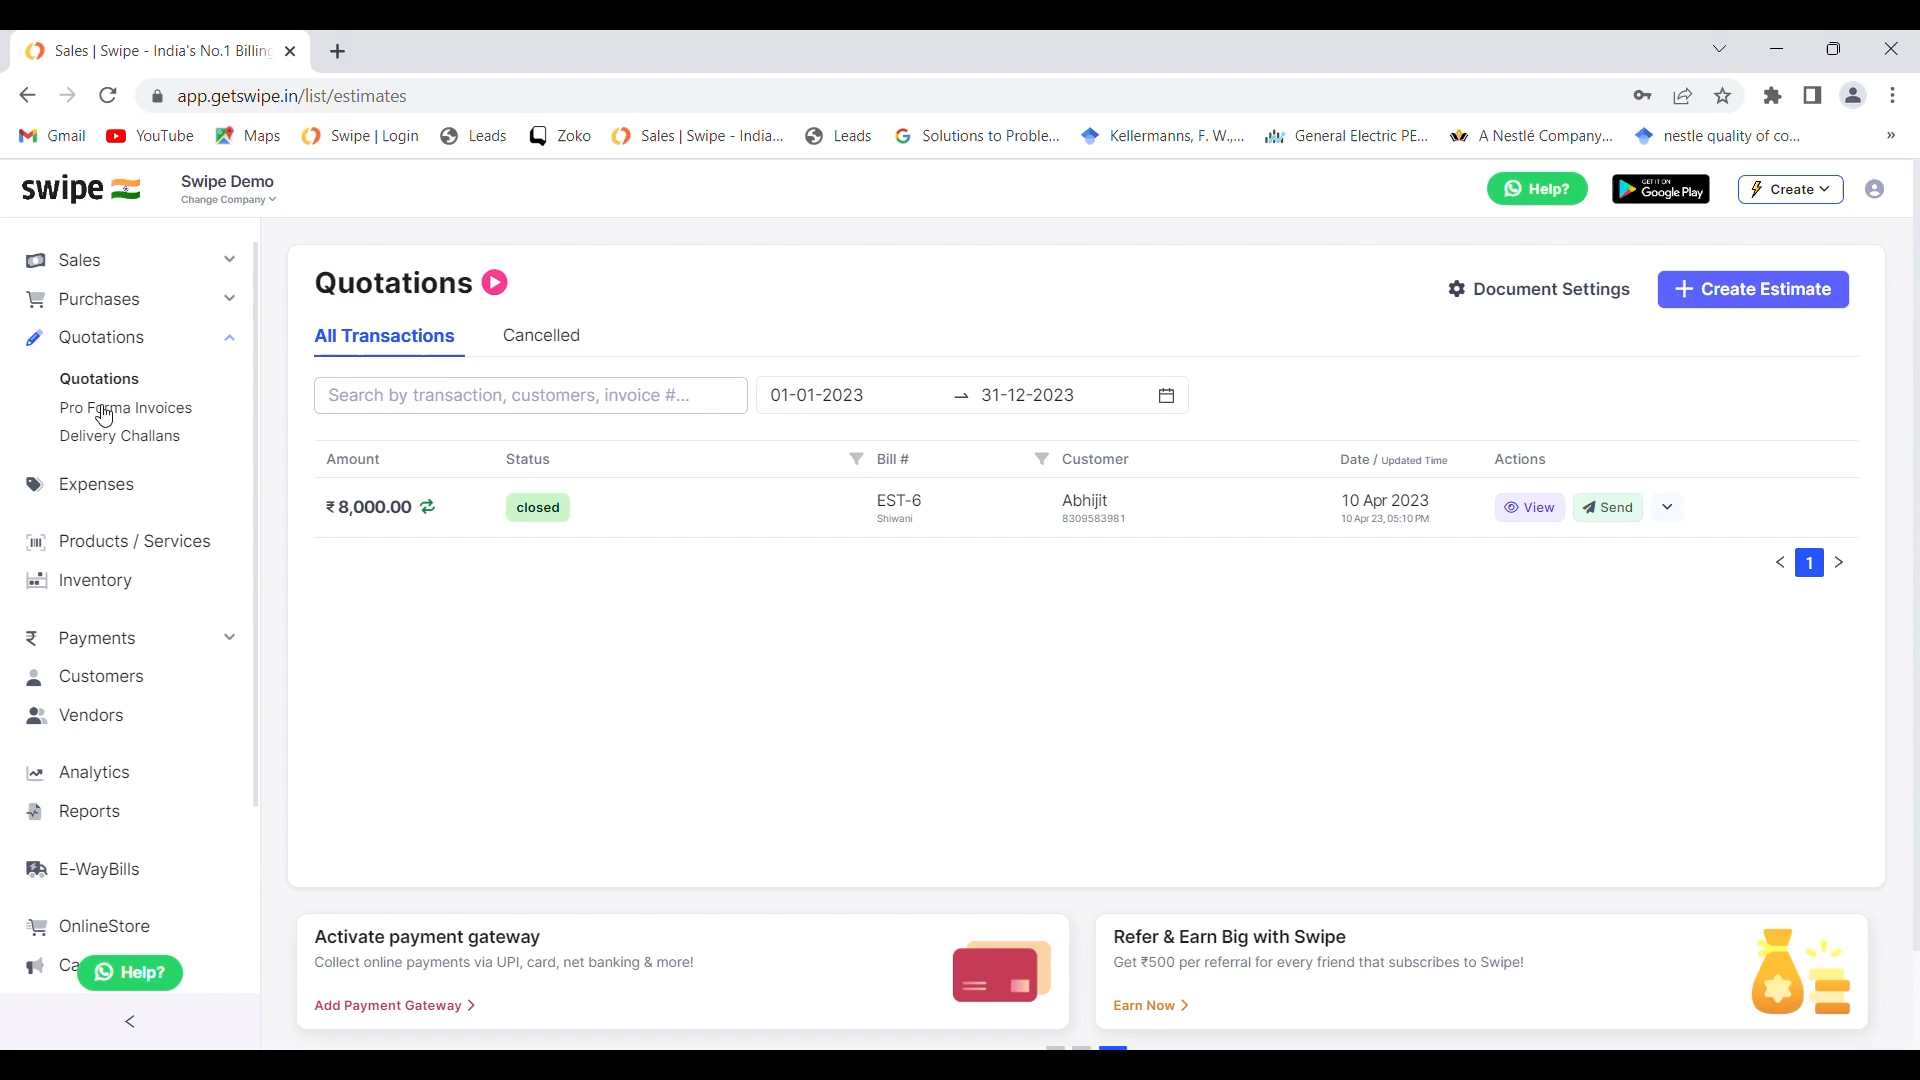 Sales | Swipe - India's No.1 Billing
app.getswipe.in/list/estimates
Gmail YouTube Maps Swipe | Login Leads Zoko Sales | Swipe - India... Leads Solutions to Proble... Kellermanns, F. W.,... General Electric PE... A Nestlé Company... nestle quality of co... »
swipe
Swipe Demo
Change Company
Help?
GET IT ON
Google Play
Create
Sales
Purchases
Quotations
Quotations
Pro Forma Invoices
Delivery Challans
Expenses
Products / Services
Inventory
Payments
Customers
Vendors
Analytics
Reports
E-WayBills
OnlineStore
Help?
Quotations
Document Settings
+ Create Estimate
All Transactions Cancelled
Search by transaction, customers, invoice #...
01-01-2023 → 31-12-2023
Amount Status Bill # Customer Date / Updated Time Actions
₹ 8,000.00 closed EST-6 Abhijit 10 Apr 2023 View Send
Shiwani 8309583981 10 Apr 23, 05:10 PM
< 1 >
Activate payment gateway
Collect online payments via UPI, card, net banking & more!
Add Payment Gateway >
Refer & Earn Big with Swipe
Get ₹500 per referral for every friend that subscribes to Swipe!
Earn Now >